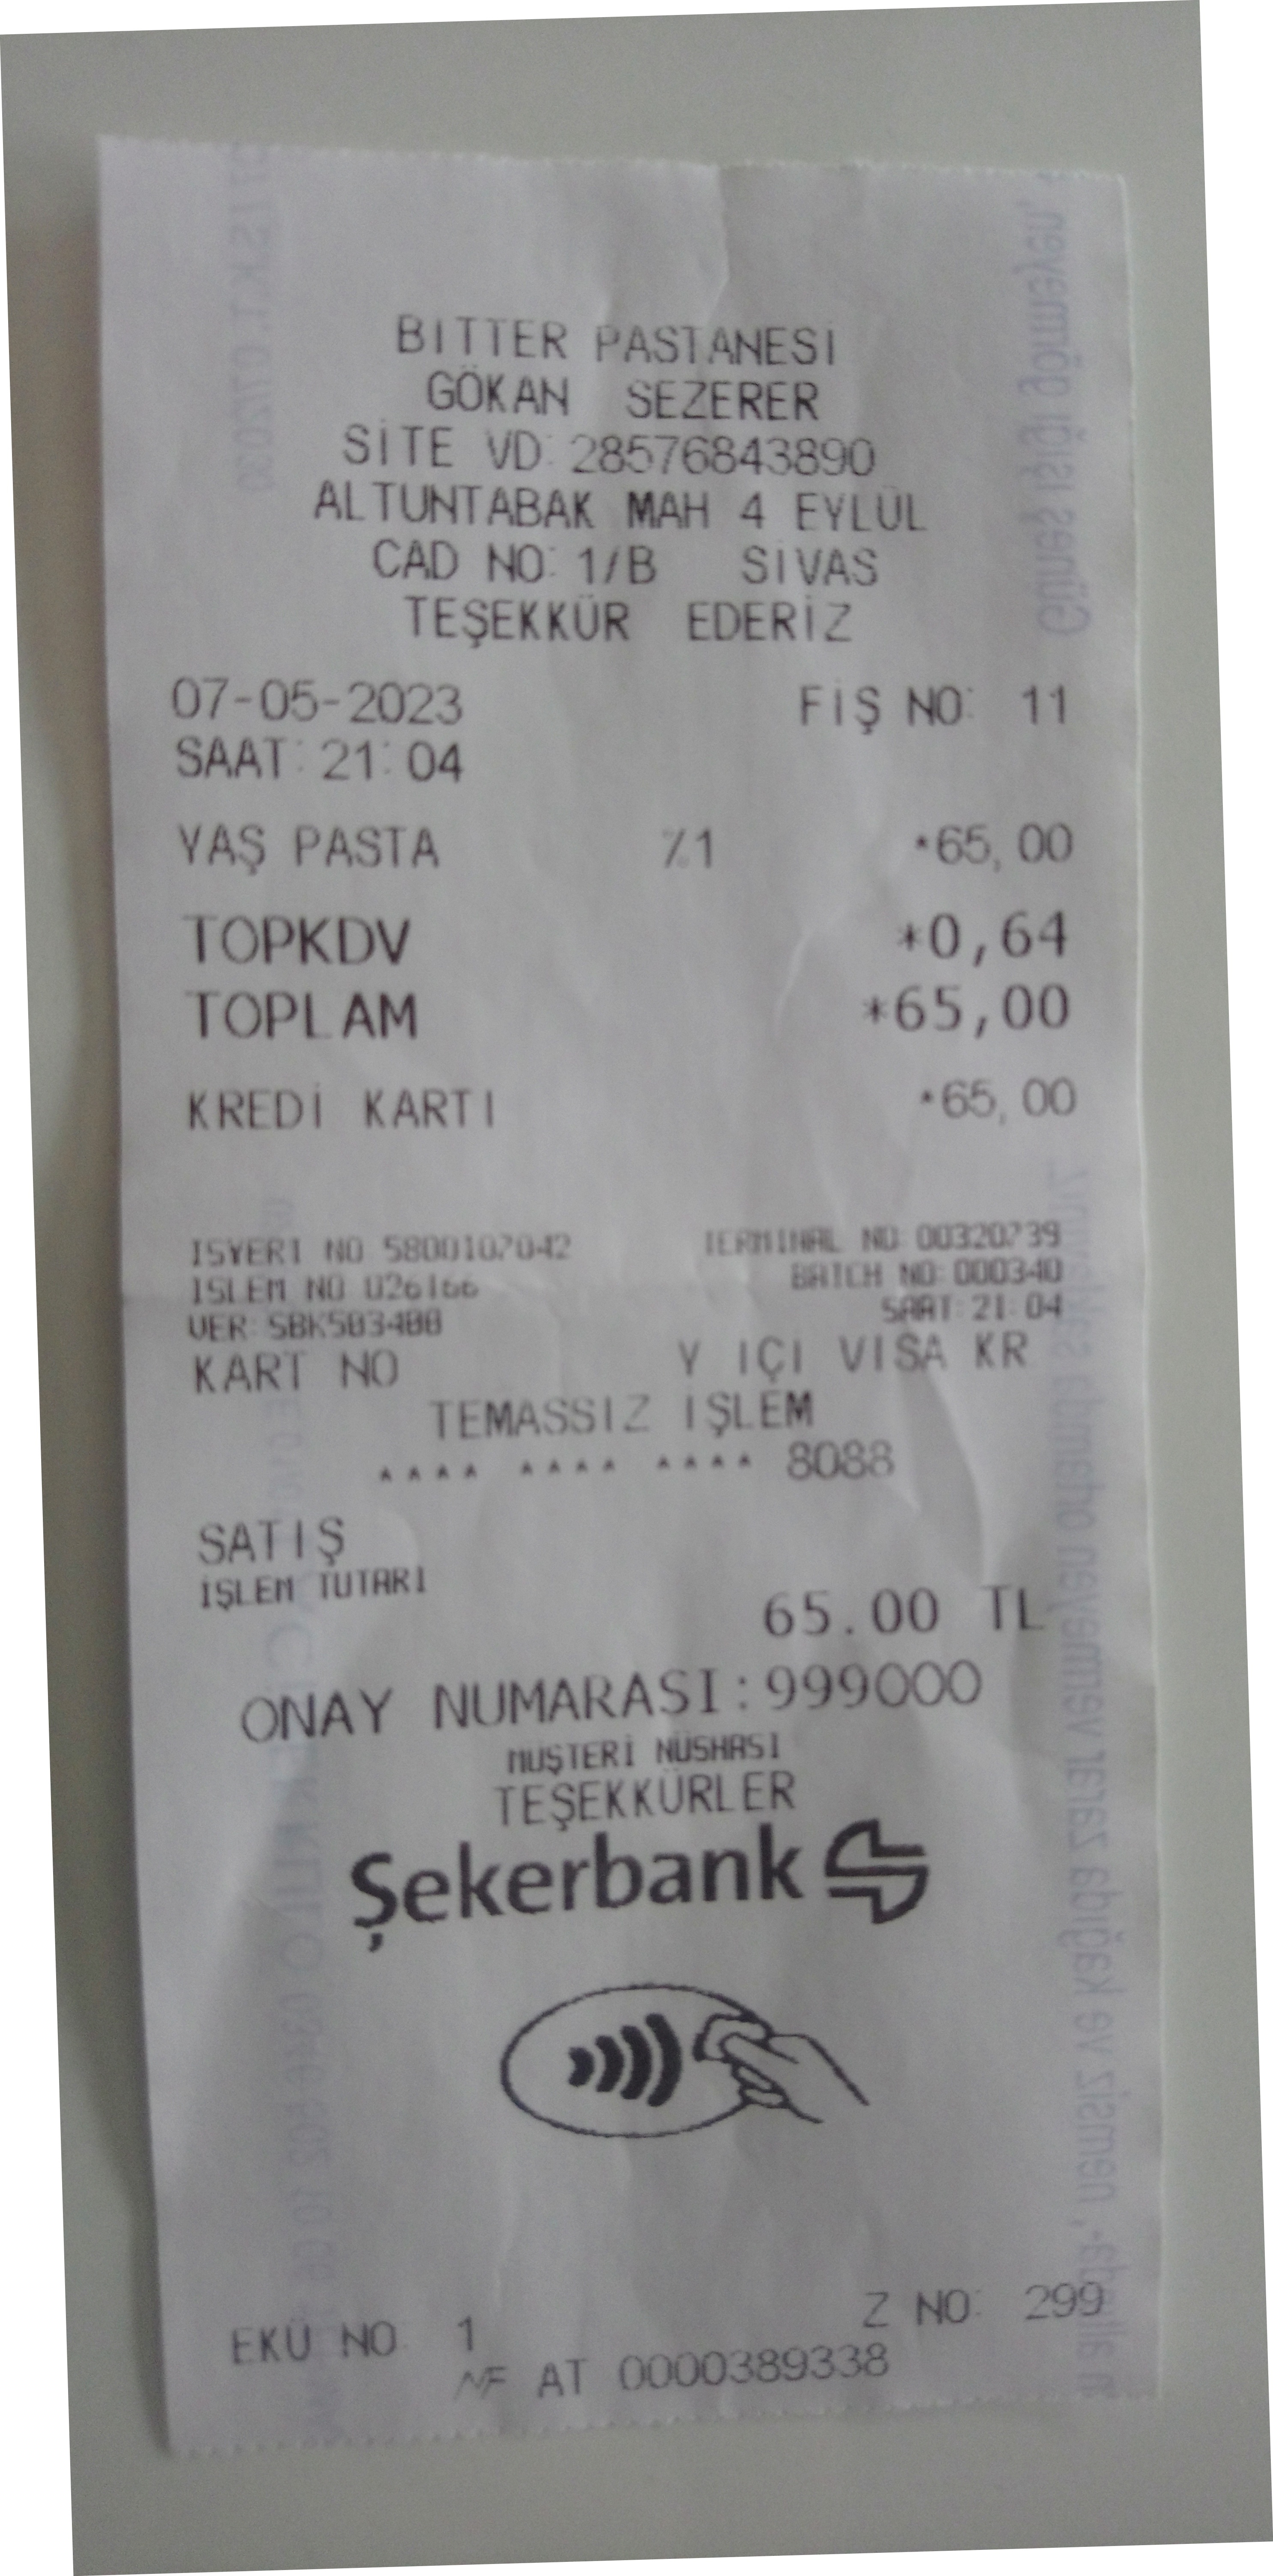 BITTER PASTANESİ
GÖKAN SEZERER
SİTE VD: 28576843890
ALTUNTABAK MAH 4 EYLÜL
CAD NO: 1/B SİVAS
TEŞEKKÜR EDERİZ
07-05-2023 FİŞ NO: 11
SAAT: 21:04
YAŞ PASTA %1 *65,00
TOPKDV *0,64
TOPLAM *65,00
KREDİ KARTI *65,00
ISYERI NO 5800107042 TERMINAL NO: 00320739
ISLEM NO 026166 BATCH NO: 000340
VER: SBK503400 SAAT: 21:04
KART NO Y İÇİ VISA KR
TEMASSIZ İŞLEM
**** **** **** 8088
SATIŞ
İŞLEM TUTARI
65.00 TL
ONAY NUMARASI:999000
MÜŞTERİ NÜSHASI
TEŞEKKÜRLER
Şekerbank
EKÜ NO: 1 Z NO: 299
NF AT 0000389338